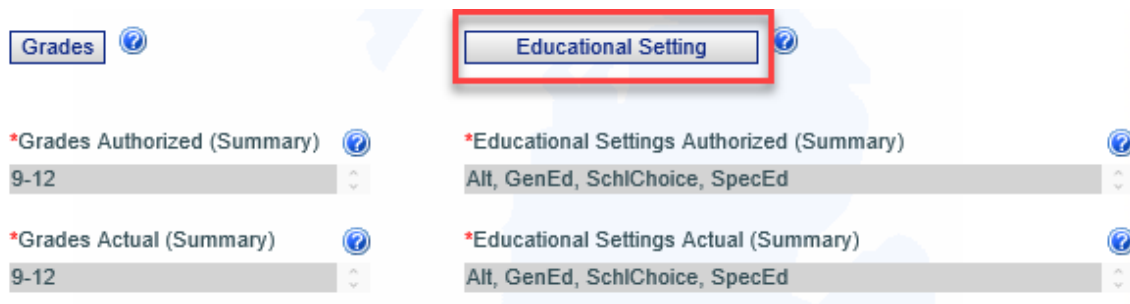 Grades Educational Setting
*Grades Authorized (Summary) *Educational Settings Authorized (Summary)
9-12 Alt, GenEd, SchlChoice, SpecEd
*Grades Actual (Summary) *Educational Settings Actual (Summary)
9-12 Alt, GenEd, SchlChoice, SpecEd